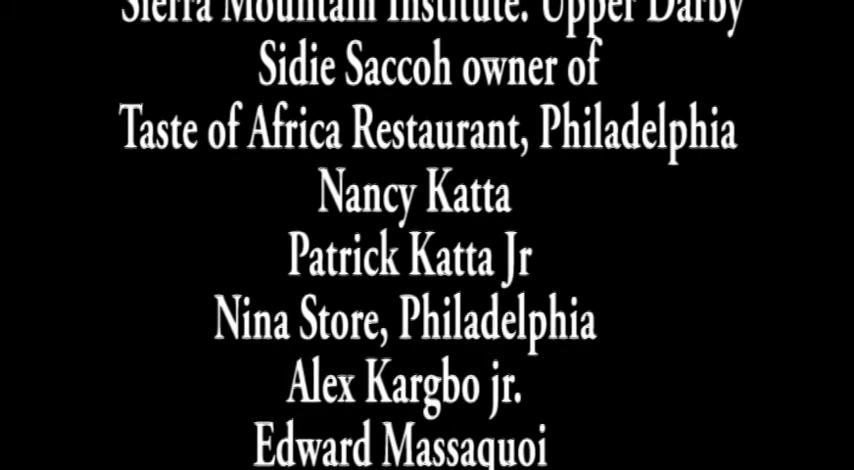 Sierra Mountain Institute. Upper Darby
Sidie Saccoh owner of
Taste of Africa Restaurant, Philadelphia
Nancy Katta
Patrick Katta Jr
Nina Store, Philadelphia
Alex Kargbo jr.
Edward Massaquoi